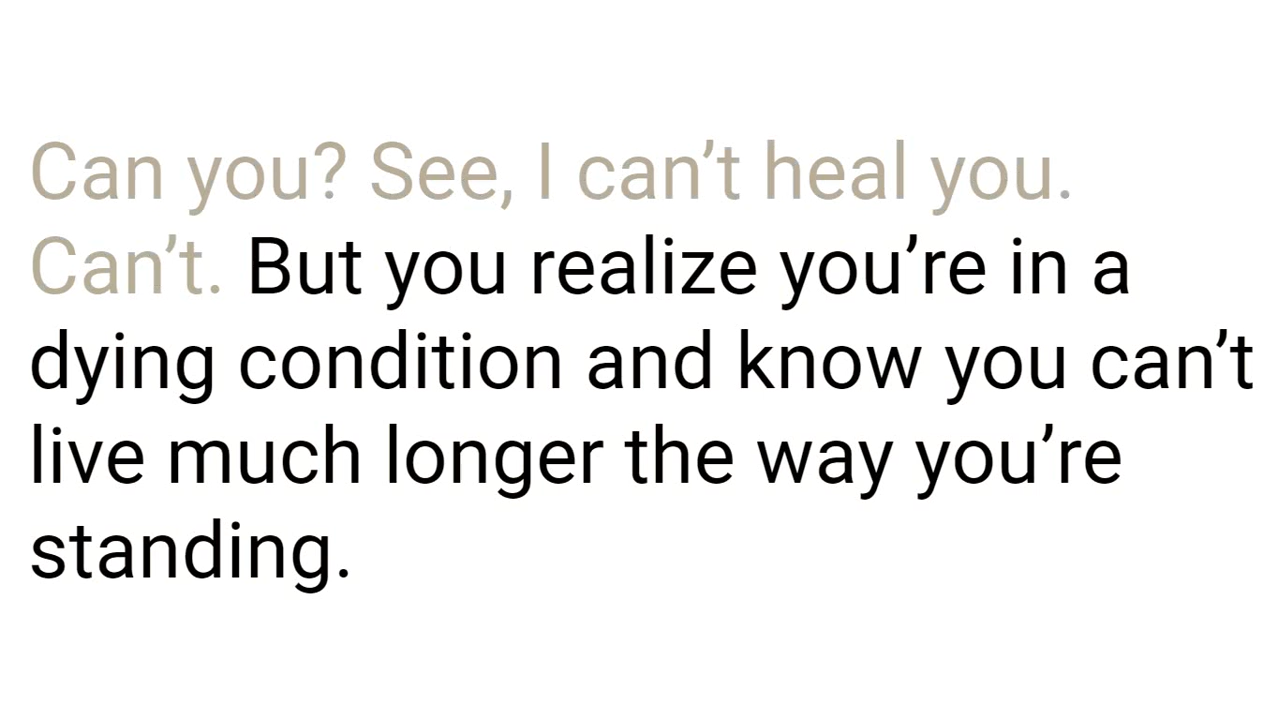 Can you? See, I can’t heal you.
Can’t. But you realize you’re in a
dying condition and know you can’t
live much longer the way you’re
standing.